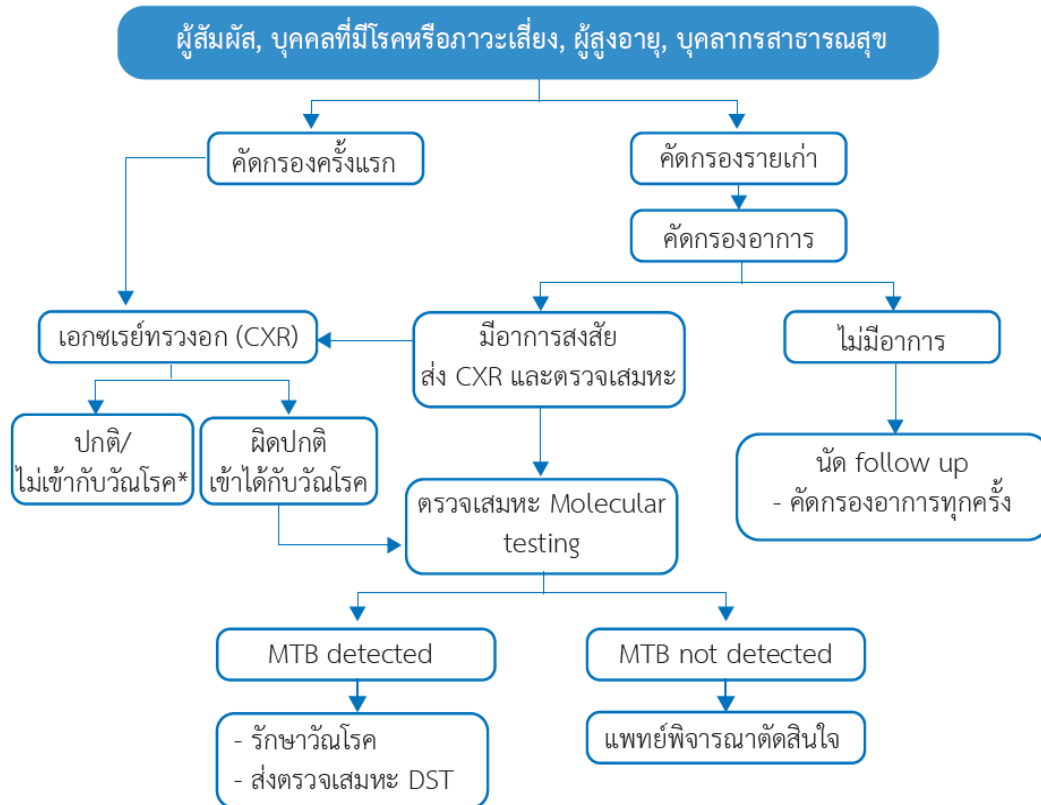 ผู้สัมผัส, บุคคลที่มีโรคหรือภาวะเสี่ยง, ผู้สูงอายุ, บุคลากรสาธารณสุข
คัดกรองครั้งแรก
คัดกรองรายเก่า
คัดกรองอาการ
เอกซเรย์ทรวงอก (CXR)
มีอาการสงสัย
ส่ง CXR และตรวจเสมหะ
ไม่มีอาการ
ปกติ/
ไม่เข้ากับวัณโรค*
ผิดปกติ
เข้าได้กับวัณโรค
นัด follow up
- คัดกรองอาการทุกครั้ง
ตรวจเสมหะ Molecular
testing
MTB detected
MTB not detected
- รักษาวัณโรค
- ส่งตรวจเสมหะ DST
แพทย์พิจารณาตัดสินใจ